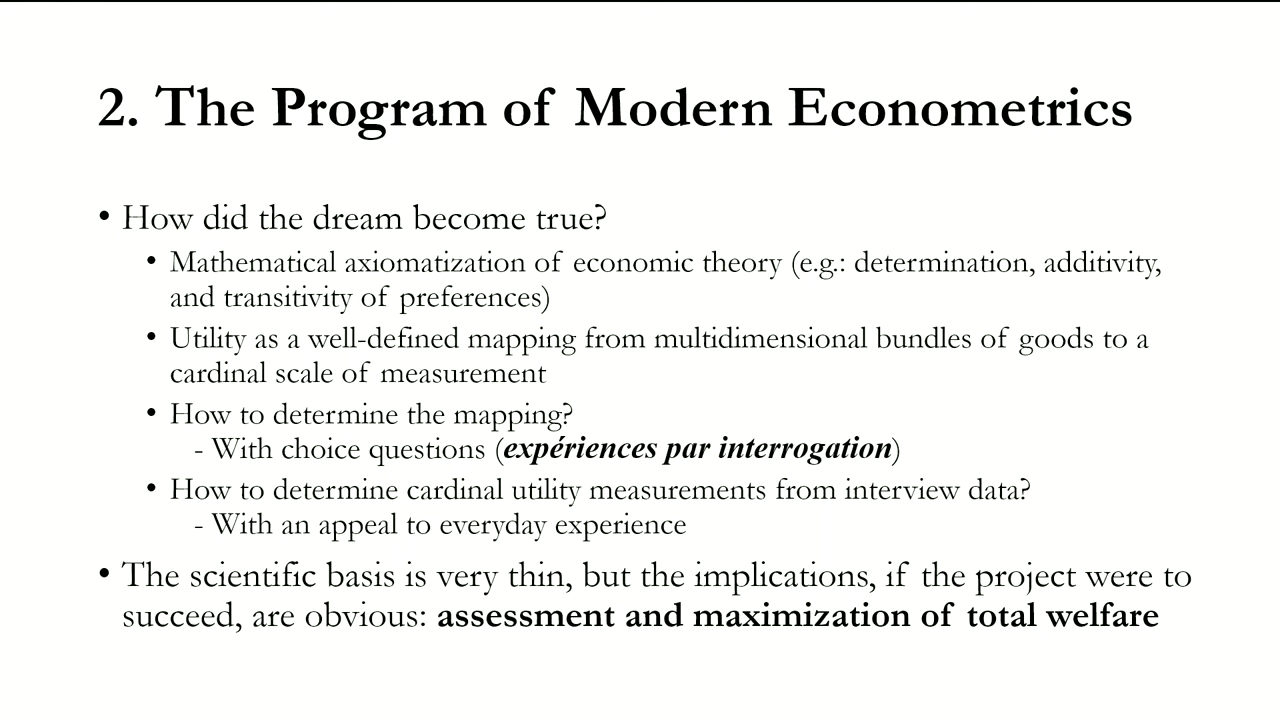 2. The Program of Modern Econometrics
• How did the dream become true?
• Mathematical axiomatization of economic theory (e.g.: determination, additivity,
and transitivity of preferences)
• Utility as a well-defined mapping from multidimensional bundles of goods to a
cardinal scale of measurement
• How to determine the mapping?
- With choice questions (expériences par interrogation)
• How to determine cardinal utility measurements from interview data?
- With an appeal to everyday experience
• The scientific basis is very thin, but the implications, if the project were to
succeed, are obvious: assessment and maximization of total welfare